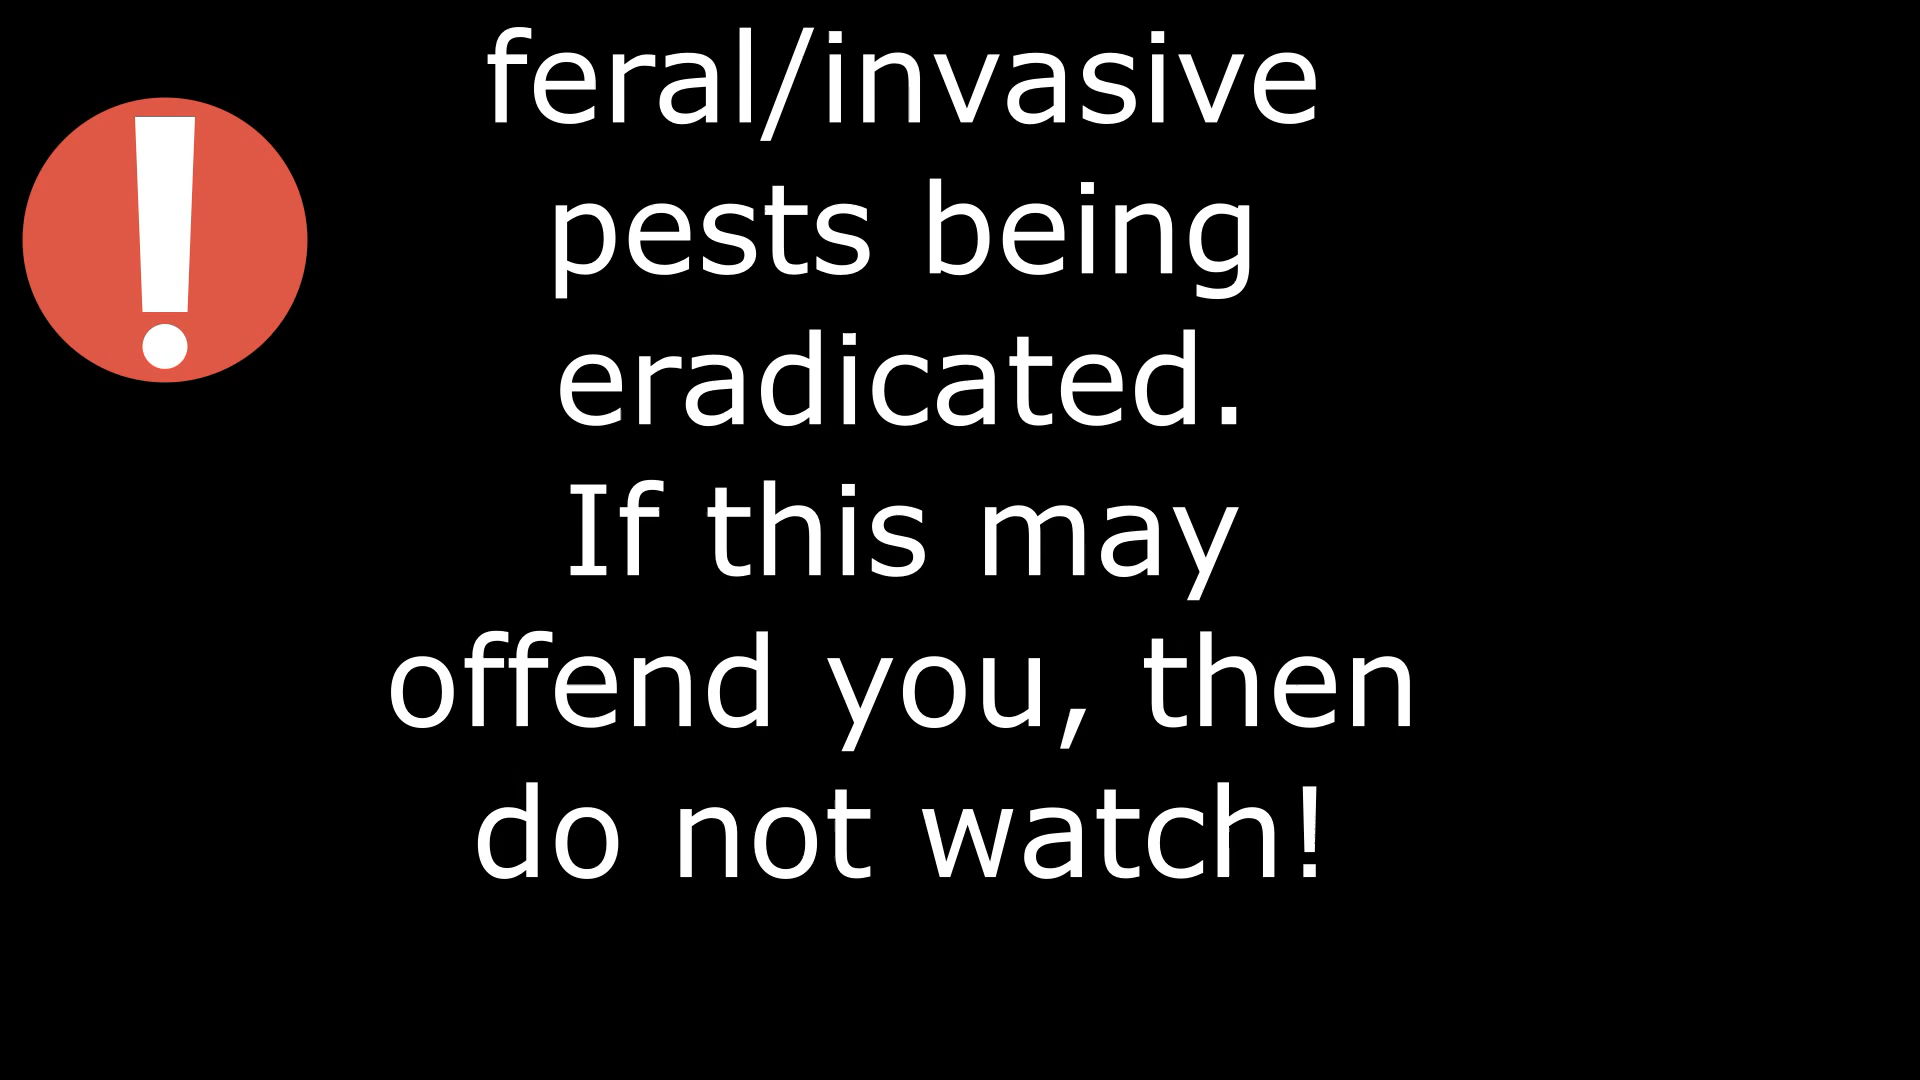 feral/invasive
pests being
eradicated.
If this may
offend you, then
do not watch!